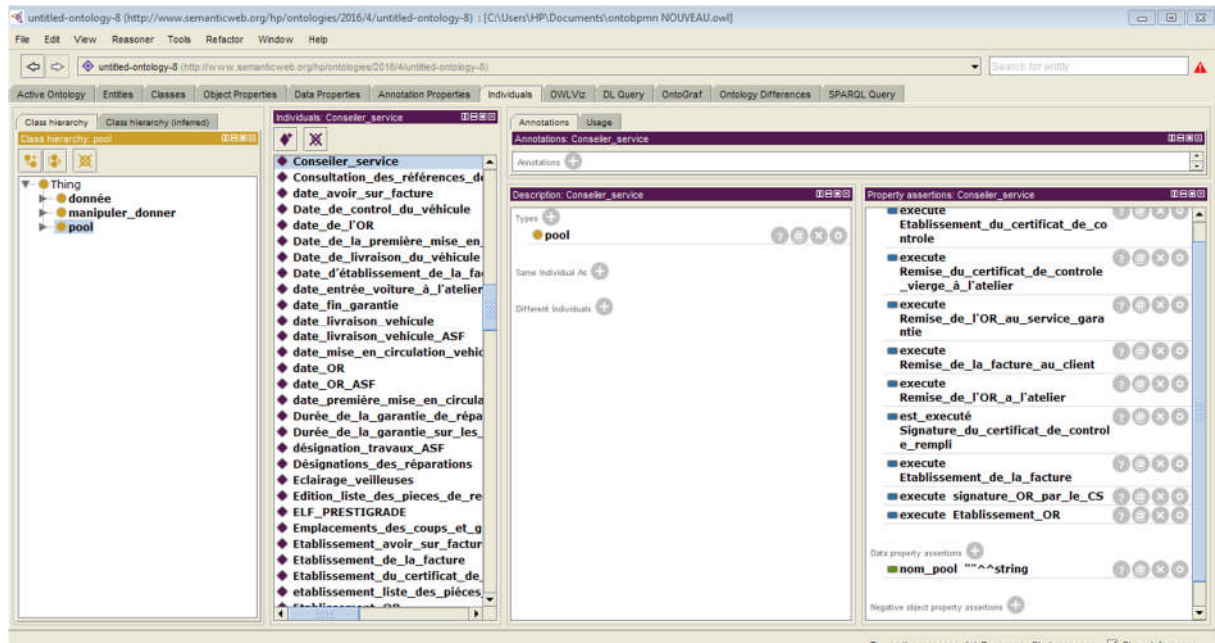 untitled-ontology-8 (http://www.semanticweb.org/hp/ontologies/2016/4/untitled-ontology-8) : [C:\Users\HP\Documents\ontobpmn NOUVEAU.owl]
File Edit View Reasoner Tools Refactor Window Help
untitled-ontology-8 (http://www.semanticweb.org/hp/ontologies/2016/4/untitled-ontology-8)
Search for entity
Active Ontology Entities Classes Object Properties Data Properties Annotation Properties Individuals OWLViz DL Query OntoGraf Ontology Differences SPARQL Query
Class hierarchy Class hierarchy (inferred)
Class hierarchy: pool
Thing
donnée
manipuler_donner
pool
Individuals: Conseiller_service
Conseiller_service
Consultation_des_références_de
date_avoir_sur_facture
Date_de_control_du_véhicule
date_de_l'OR
Date_de_la_première_mise_en_
Date_de_livraison_du_véhicule
Date_d'établissement_de_la_fa
date_entrée_voiture_à_l'atelier
date_fin_garantie
date_livraison_vehicule
date_livraison_vehicule_ASF
date_mise_en_circulation_vehic
date_OR
date_OR_ASF
date_première_mise_en_circula
Durée_de_la_garantie_de_répa
Durée_de_la_garantie_sur_les_
désignation_travaux_ASF
Désignations_des_réparations
Eclairage_veilleuses
Edition_liste_des_pieces_de_re
ELF_PRESTIGRADE
Emplacements_des_coups_et_g
Etablissement_avoir_sur_factur
Etablissement_de_la_facture
Etablissement_du_certificat_de_
etablissement_liste_des_pièces_
Etablissement_OR
Annotations Usage
Annotations: Conseiller_service
Annotations
Description: Conseiller_service
Types
pool
Same Individual As
Different Individuals
Property assertions: Conseiller_service
execute
Etablissement_du_certificat_de_co
ntrole
execute
Remise_du_certificat_de_controle
_vierge_à_l'atelier
execute
Remise_de_l'OR_au_service_gara
ntie
execute
Remise_de_la_facture_au_client
execute
Remise_de_l'OR_a_l'atelier
est_executé
Signature_du_certificat_de_control
e_rempli
execute
Etablissement_de_la_facture
execute signature_OR_par_le_CS
execute Etablissement_OR
Data property assertions
nom_pool ""^^string
Negative object property assertions